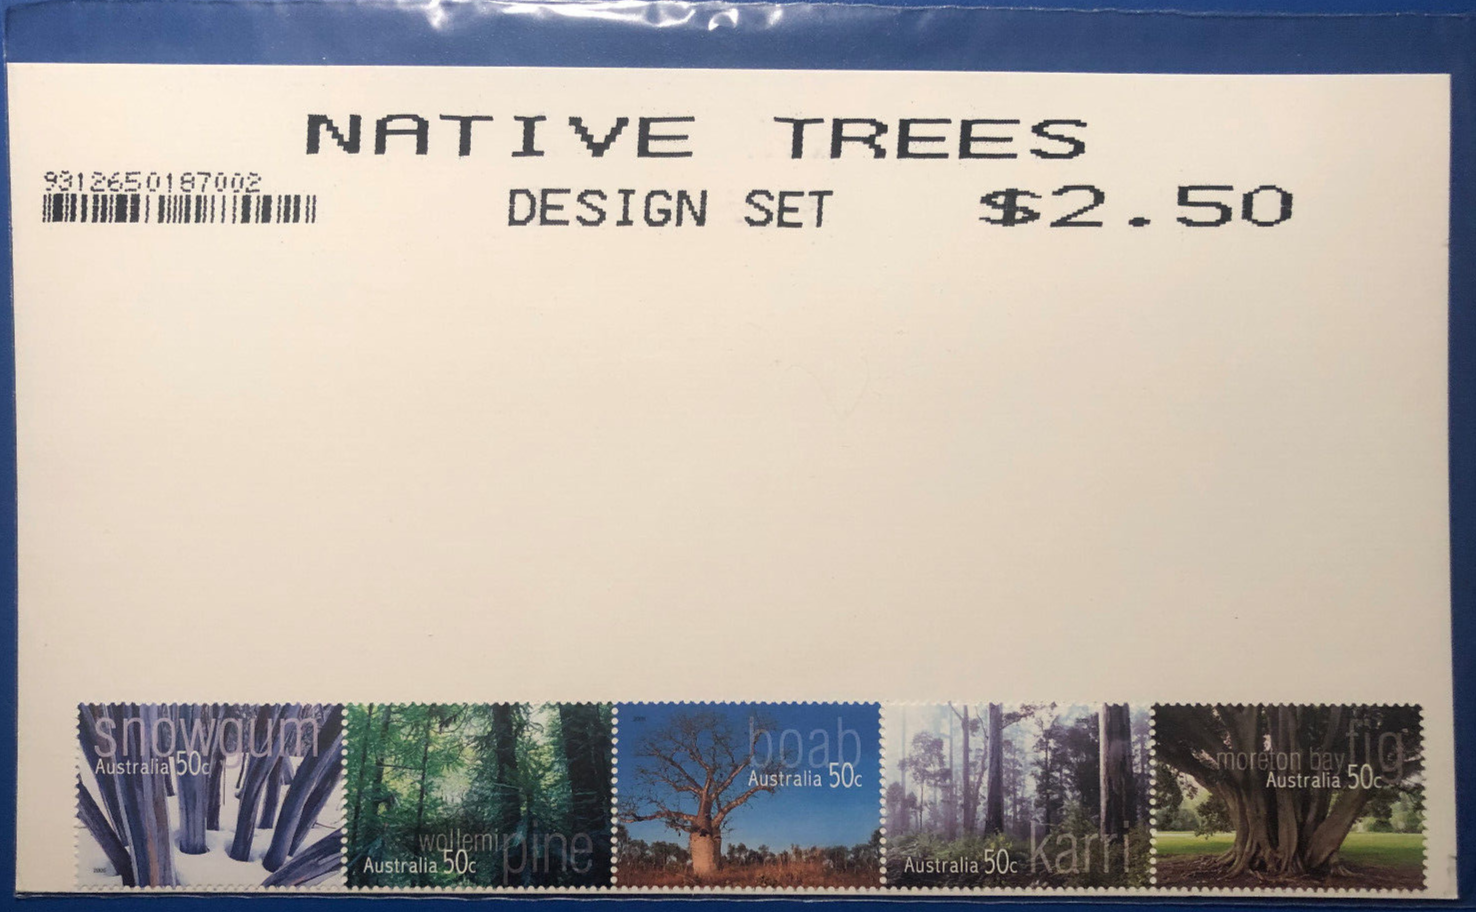 NATIVE TREES
9312650187002
DESIGN SET $2.50
snowgum
Australia 50c
wollemi pine
Australia 50c
boab
Australia 50c
karri
Australia 50c
moreton bay fig
Australia 50c